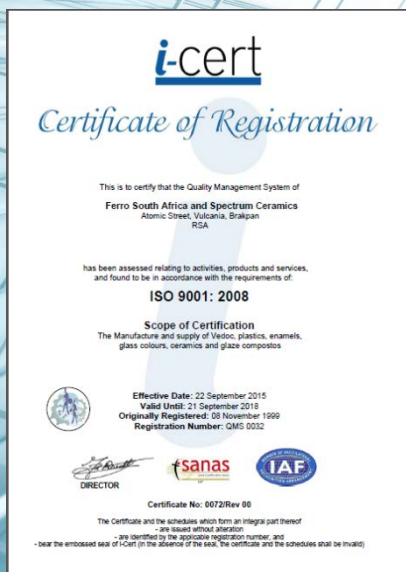 i-cert
Certificate of Registration
This is to certify that the Quality Management System of
Ferro South Africa and Spectrum Ceramics
Atomic Street, Vulcania, Brakpan
RSA
has been assessed relating to activities, products and services,
and found to be in accordance with the requirements of:
ISO 9001: 2008
Scope of Certification
The Manufacture and supply of Vedoc, plastics, enamels,
glass colours, ceramics and glaze compostos
Effective Date: 22 September 2015
Valid Until: 21 September 2018
Originally Registered: 08 November 1999
Registration Number: QMS 0032
DIRECTOR
sanas
IAF
Certificate No: 0072/Rev 00
The Certificate and the schedules which form an integral part thereof
- are issued without alteration
- are identified by the applicable registration number, and
- bear the embossed seal of I-Cert (In the absence of the seal, the certificate and the schedules shall be invalid)